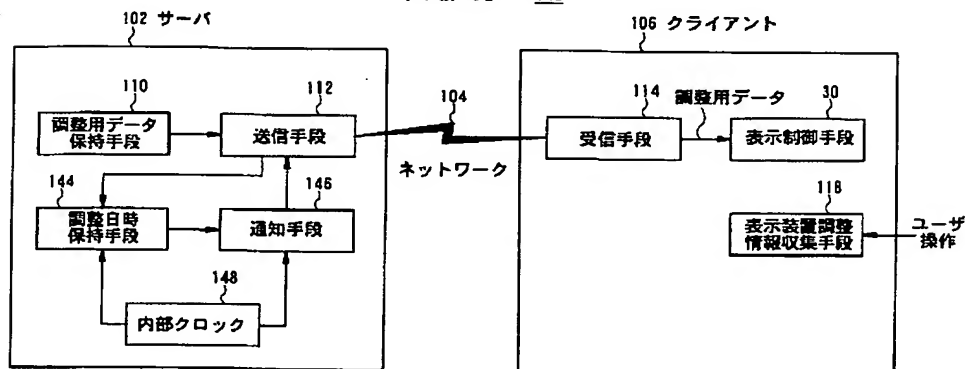 102 サーバ
106 クライアント
110
調整用データ
保持手段
112
送信手段
104
ネットワーク
114
受信手段
調整用データ
30
表示制御手段
144
調整日時
保持手段
146
通知手段
118
表示装置調整
情報収集手段
ユーザ
操作
148
内部クロック